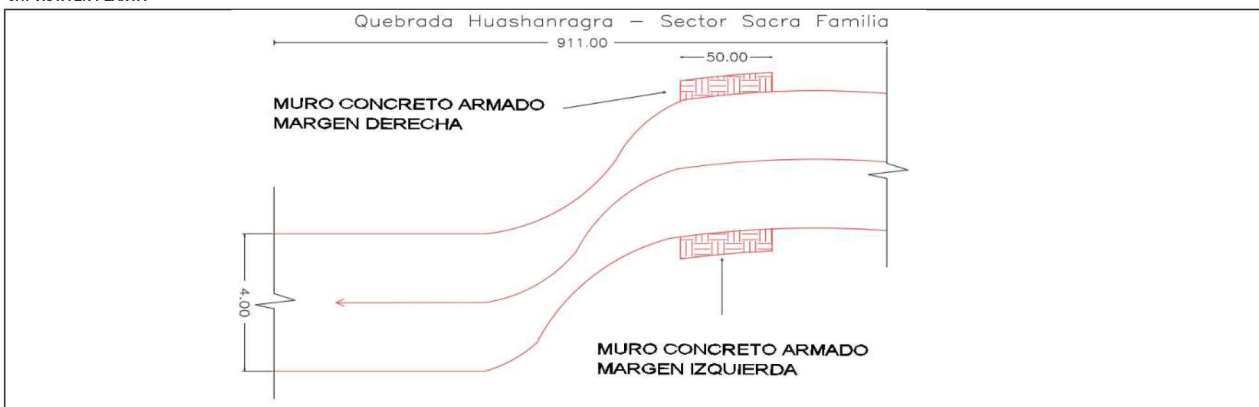 Quebrada Huashanragra – Sector Sacra Familia
911.00
50.00
MURO CONCRETO ARMADO
MARGEN DERECHA
4.00
MURO CONCRETO ARMADO
MARGEN IZQUIERDA